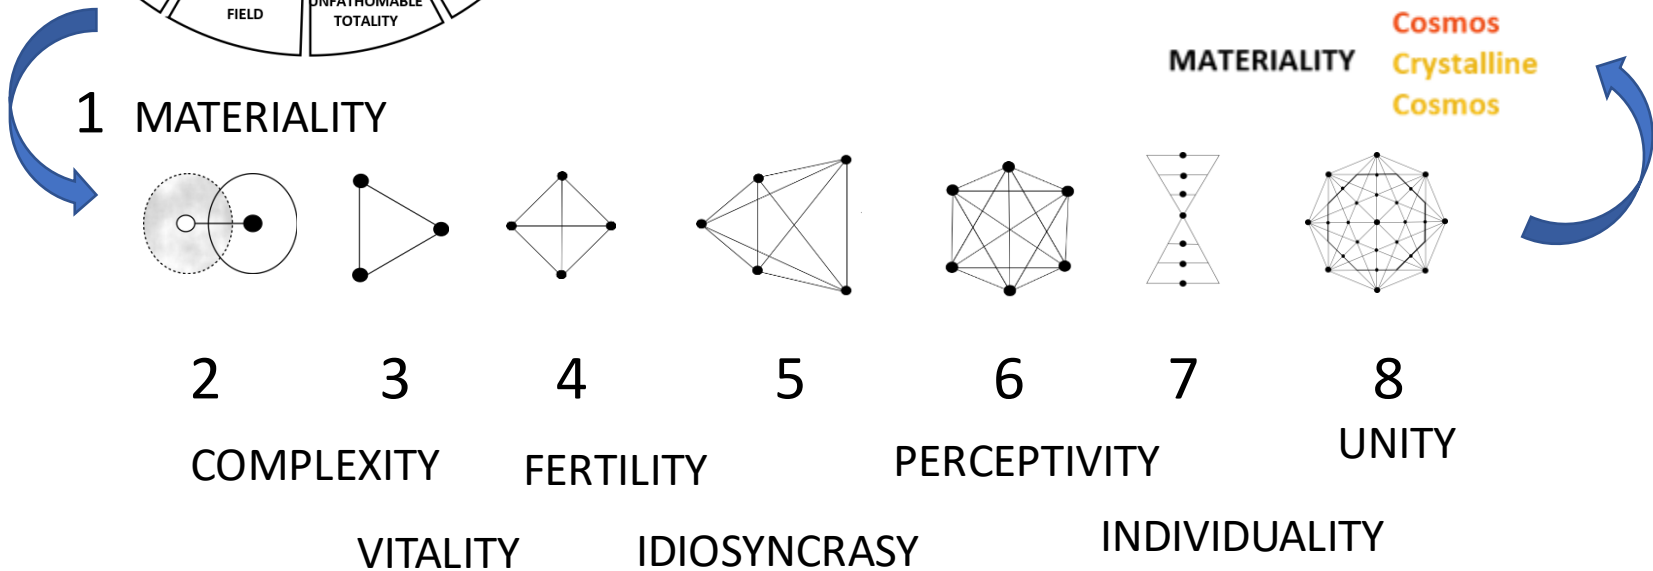 FIELD
UNFATHOMABLE
TOTALITY
Cosmos
MATERIALITY
Crystalline
Cosmos
1 MATERIALITY
2 3 4 5 6 7 8
COMPLEXITY
FERTILITY
PERCEPTIVITY
UNITY
VITALITY
IDIOSYNCRASY
INDIVIDUALITY